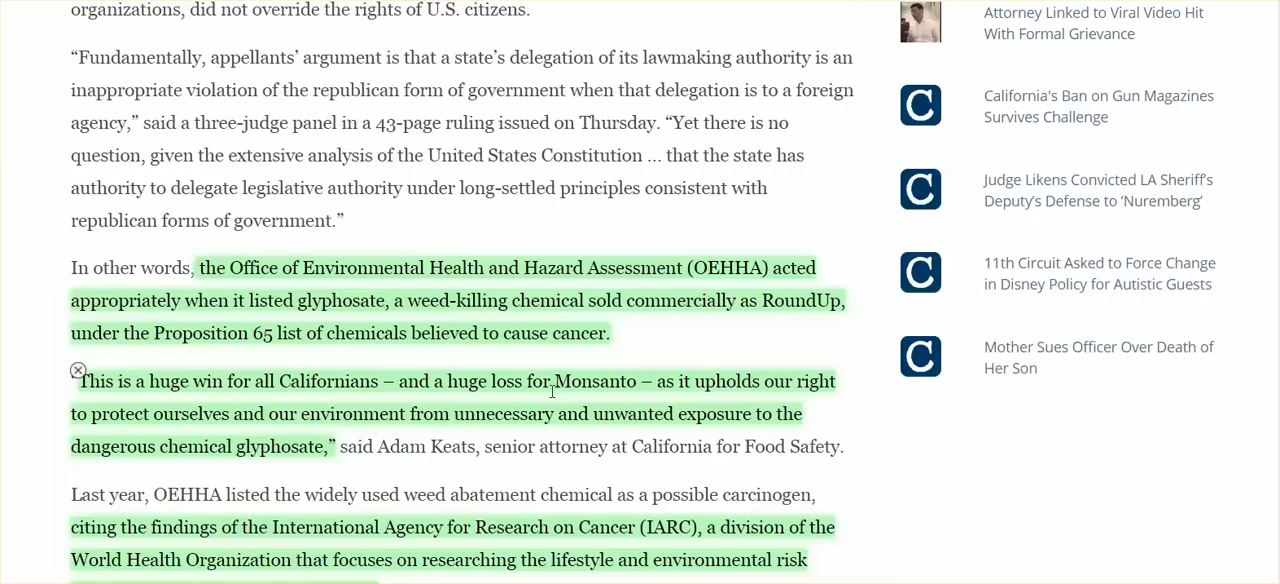 organizations, did not override the rights of U.S. citizens.
“Fundamentally, appellants’ argument is that a state’s delegation of its lawmaking authority is an
inappropriate violation of the republican form of government when that delegation is to a foreign
agency,” said a three-judge panel in a 43-page ruling issued on Thursday. “Yet there is no
question, given the extensive analysis of the United States Constitution … that the state has
authority to delegate legislative authority under long-settled principles consistent with
republican forms of government.”
In other words, the Office of Environmental Health and Hazard Assessment (OEHHA) acted
appropriately when it listed glyphosate, a weed-killing chemical sold commercially as RoundUp,
under the Proposition 65 list of chemicals believed to cause cancer.
“This is a huge win for all Californians – and a huge loss for Monsanto – as it upholds our right
to protect ourselves and our environment from unnecessary and unwanted exposure to the
dangerous chemical glyphosate,” said Adam Keats, senior attorney at California for Food Safety.
Last year, OEHHA listed the widely used weed abatement chemical as a possible carcinogen,
citing the findings of the International Agency for Research on Cancer (IARC), a division of the
World Health Organization that focuses on researching the lifestyle and environmental risk
Attorney Linked to Viral Video Hit
With Formal Grievance
C
California's Ban on Gun Magazines
Survives Challenge
C
Judge Likens Convicted LA Sheriff’s
Deputy’s Defense to ‘Nuremberg’
C
11th Circuit Asked to Force Change
in Disney Policy for Autistic Guests
C
Mother Sues Officer Over Death of
Her Son